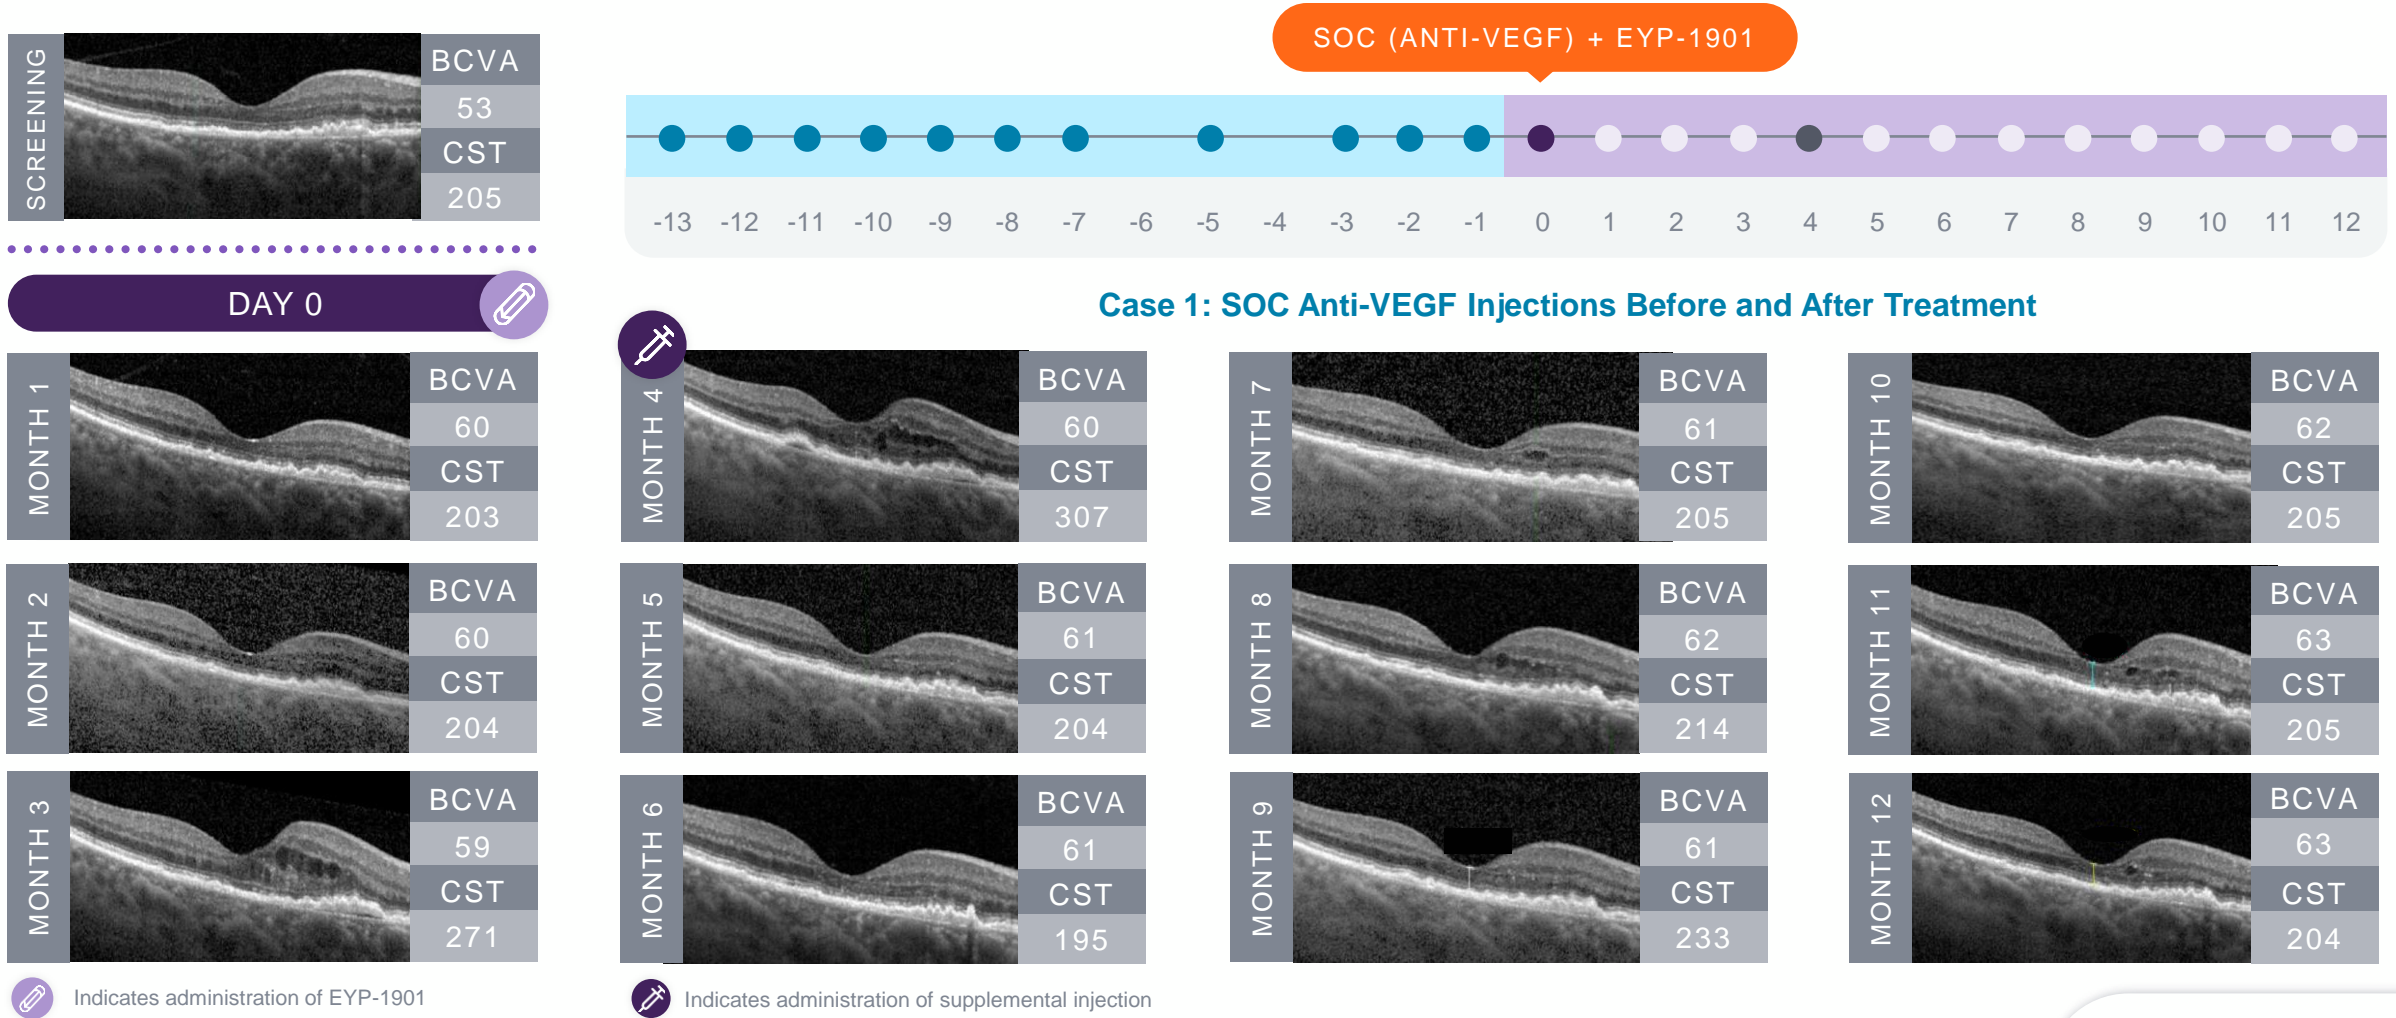 SOC (ANTI-VEGF) + EYP-1901
SCREENING
BCVA
53
CST
205
-13 -12 -11 -10 -9 -8 -7 -6 -5 -4 -3 -2 -1 0 1 2 3 4 5 6 7 8 9 10 11 12
DAY 0
Case 1: SOC Anti-VEGF Injections Before and After Treatment
MONTH 1
BCVA
60
CST
203
MONTH 2
BCVA
60
CST
204
MONTH 3
BCVA
59
CST
271
MONTH 4
BCVA
60
CST
307
MONTH 5
BCVA
61
CST
204
MONTH 6
BCVA
61
CST
195
MONTH 7
BCVA
61
CST
205
MONTH 8
BCVA
62
CST
214
MONTH 9
BCVA
61
CST
233
MONTH 10
BCVA
62
CST
205
MONTH 11
BCVA
63
CST
205
MONTH 12
BCVA
63
CST
204
Indicates administration of EYP-1901
Indicates administration of supplemental injection